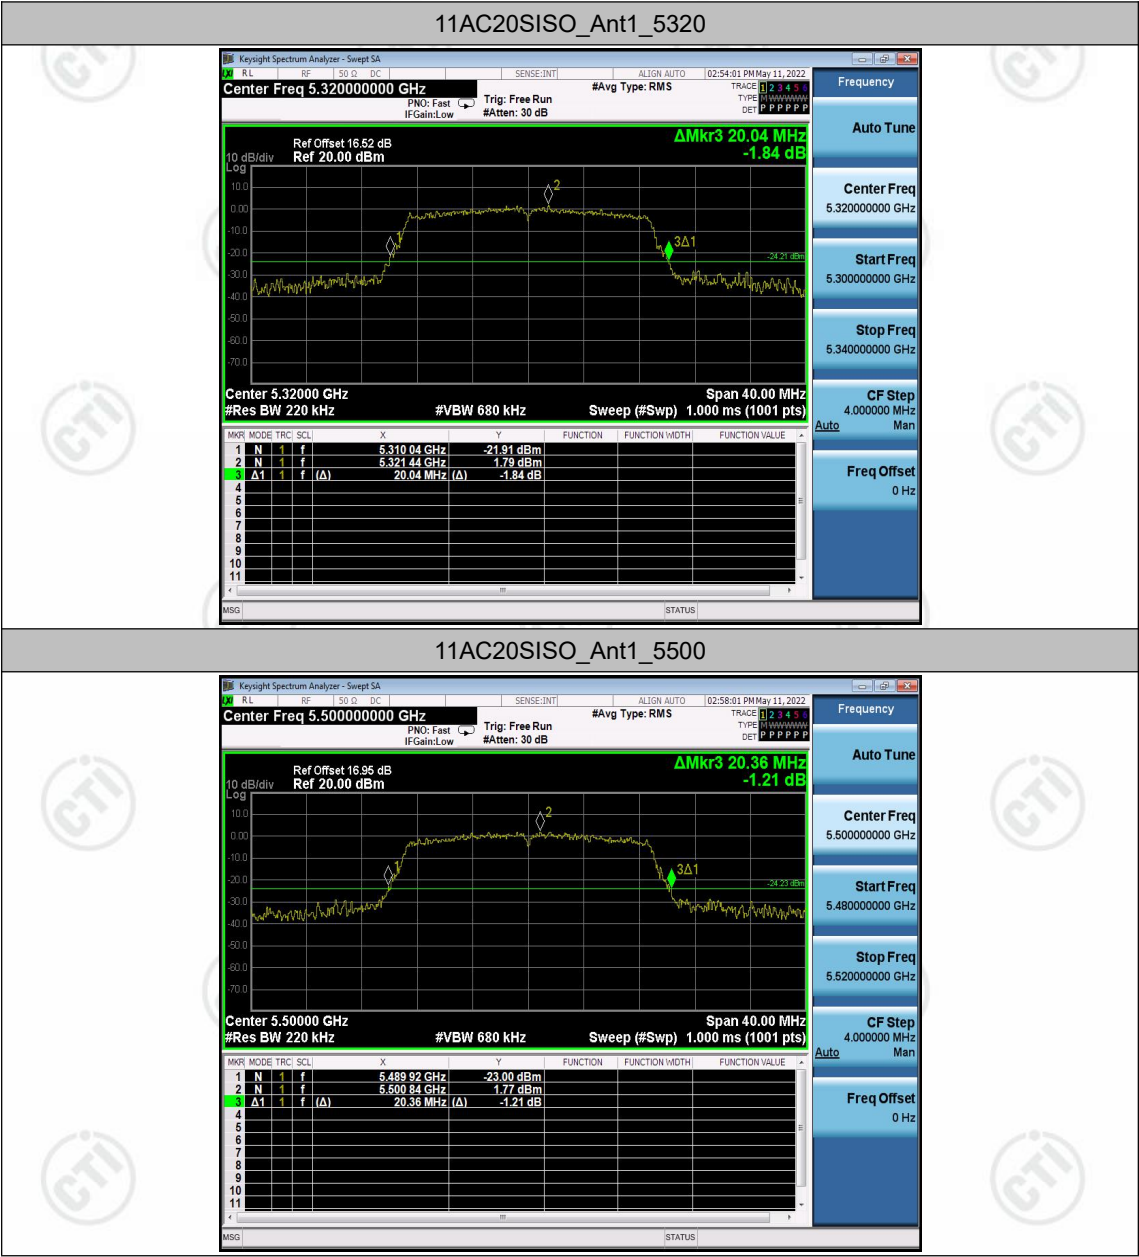 11AC20SISO_Ant1_5320
Keysight Spectrum Analyzer - Swept SA
RL RF 50 Ω DC SENSE:INT ALIGN AUTO 02:54:01 PM May 11, 2022
Center Freq 5.320000000 GHz #Avg Type: RMS TRACE 1 2 3 4 5 6
PNO: Fast Trig: Free Run TYPE M WWWWW
IFGain:Low #Atten: 30 dB DET P P P P P P
Frequency
Auto Tune
Center Freq
5.320000000 GHz
Start Freq
5.300000000 GHz
Stop Freq
5.340000000 GHz
CF Step
4.000000 MHz
Auto Man
Freq Offset
0 Hz
ΔMkr3 20.04 MHz
-1.84 dB
Ref Offset 16.52 dB
10 dB/div Ref 20.00 dBm
Log
10.0
0.00
-10.0
-20.0
-30.0
-40.0
-50.0
-60.0
-70.0
1
2
3Δ1
-24.21 dBm
Center 5.32000 GHz Span 40.00 MHz
#Res BW 220 kHz #VBW 680 kHz Sweep (#Swp) 1.000 ms (1001 pts)
MKR MODE TRC SCL X Y FUNCTION FUNCTION WIDTH FUNCTION VALUE
1 N 1 f 5.310 04 GHz -21.91 dBm
2 N 1 f 5.321 44 GHz 1.79 dBm
3 Δ1 1 f (Δ) 20.04 MHz (Δ) -1.84 dB
4
5
6
7
8
9
10
11
MSG STATUS
11AC20SISO_Ant1_5500
Keysight Spectrum Analyzer - Swept SA
RL RF 50 Ω DC SENSE:INT ALIGN AUTO 02:58:01 PM May 11, 2022
Center Freq 5.500000000 GHz #Avg Type: RMS TRACE 1 2 3 4 5 6
PNO: Fast Trig: Free Run TYPE M WWWWW
IFGain:Low #Atten: 30 dB DET P P P P P P
Frequency
Auto Tune
Center Freq
5.500000000 GHz
Start Freq
5.480000000 GHz
Stop Freq
5.520000000 GHz
CF Step
4.000000 MHz
Auto Man
Freq Offset
0 Hz
ΔMkr3 20.36 MHz
-1.21 dB
Ref Offset 16.95 dB
10 dB/div Ref 20.00 dBm
Log
10.0
0.00
-10.0
-20.0
-30.0
-40.0
-50.0
-60.0
-70.0
1
2
3Δ1
-24.23 dBm
Center 5.50000 GHz Span 40.00 MHz
#Res BW 220 kHz #VBW 680 kHz Sweep (#Swp) 1.000 ms (1001 pts)
MKR MODE TRC SCL X Y FUNCTION FUNCTION WIDTH FUNCTION VALUE
1 N 1 f 5.489 92 GHz -23.00 dBm
2 N 1 f 5.500 84 GHz 1.77 dBm
3 Δ1 1 f (Δ) 20.36 MHz (Δ) -1.21 dB
4
5
6
7
8
9
10
11
MSG STATUS
CTI
CTI
CTI
CTI
CTI
CTI
CTI
CTI